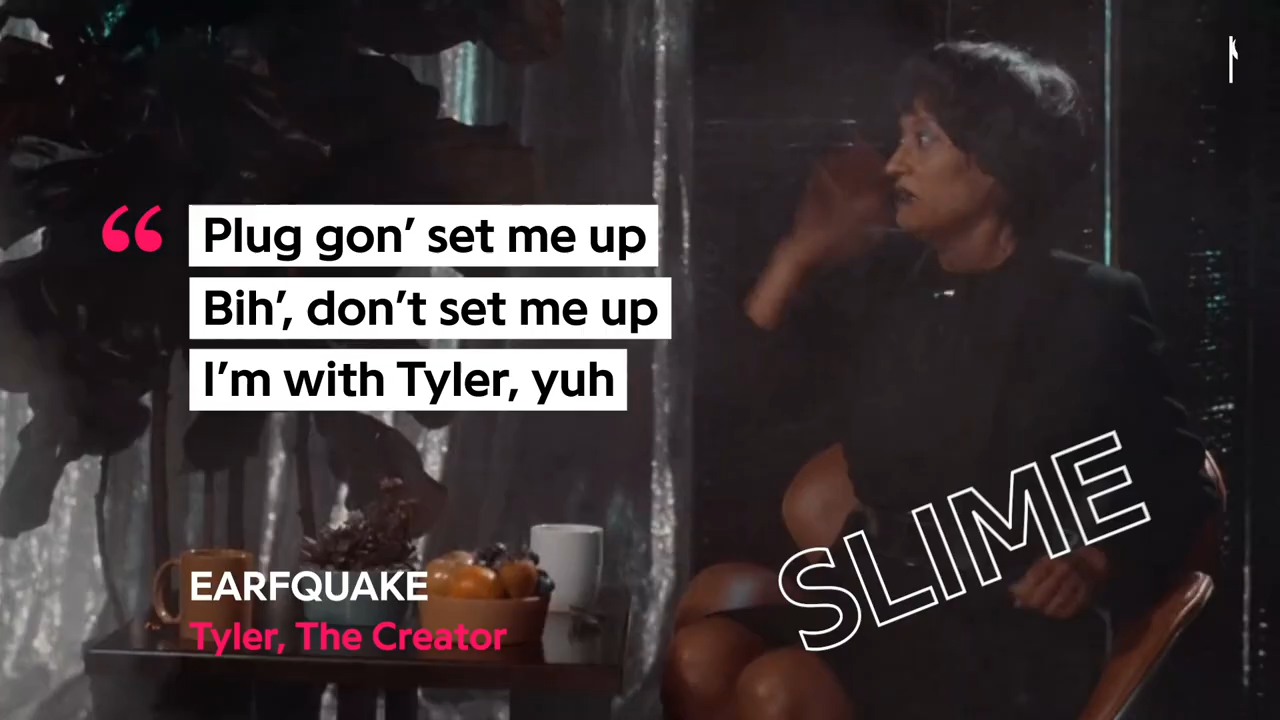 “ Plug gon’ set me up
Bih’, don’t set me up
I’m with Tyler, yuh
SLIME
EARFQUAKE
Tyler, The Creator